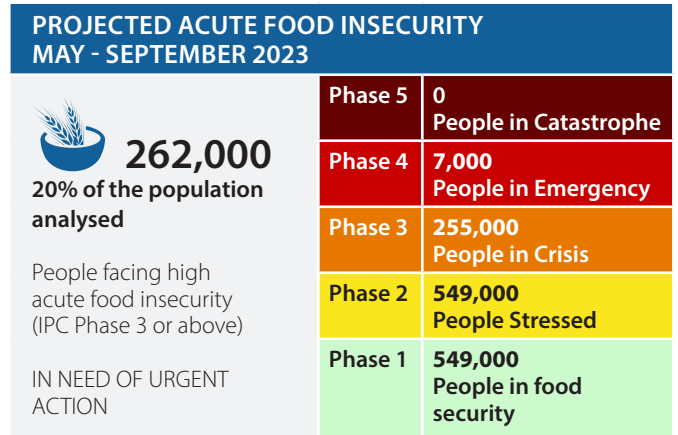 PROJECTED ACUTE FOOD INSECURITY
MAY - SEPTEMBER 2023
262,000
20% of the population
analysed
People facing high
acute food insecurity
(IPC Phase 3 or above)
IN NEED OF URGENT
ACTION
Phase 5
0
People in Catastrophe
Phase 4
7,000
People in Emergency
Phase 3
255,000
People in Crisis
Phase 2
549,000
People Stressed
Phase 1
549,000
People in food
security